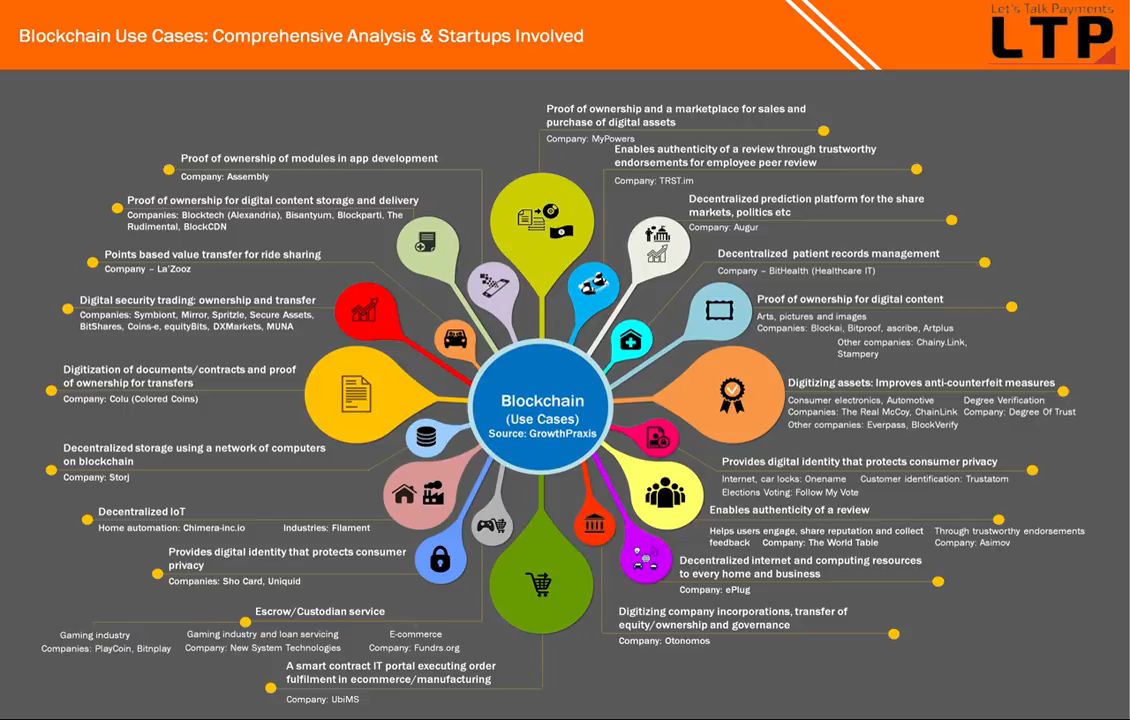 Let's Talk Payments
LTP
Blockchain Use Cases: Comprehensive Analysis & Startups Involved
Proof of ownership and a marketplace for sales and
purchase of digital assets
Company: MyPowers
Enables authenticity of a review through trustworthy
endorsements for employee peer review
Company: TRST.im
Decentralized prediction platform for the share
markets, politics etc
Company: Augur
Decentralized patient records management
Company – BitHealth (Healthcare IT)
Proof of ownership for digital content
Arts, pictures and images
Companies: Blockai, Bitproof, ascribe, Artplus
Other companies: Chainy.Link,
Stampery
Digitizing assets: Improves anti-counterfeit measures
Consumer electronics, Automotive
Companies: The Real McCoy, ChainLink
Other companies: Everpass, BlockVerify
Degree Verification
Company: Degree Of Trust
Provides digital identity that protects consumer privacy
Internet, car locks: Onename
Customer identification: Trustatom
Elections Voting: Follow My Vote
Enables authenticity of a review
Helps users engage, share reputation and collect
feedback Company: The World Table
Through trustworthy endorsements
Company: Asimov
Decentralized internet and computing resources
to every home and business
Company: ePlug
Digitizing company incorporations, transfer of
equity/ownership and governance
Company: Otonomos
Proof of ownership of modules in app development
Company: Assembly
Proof of ownership for digital content storage and delivery
Companies: Blocktech (Alexandria), Bisantyum, Blockparti, The
Rudimental, BlockCDN
Points based value transfer for ride sharing
Company – La'Zooz
Digital security trading: ownership and transfer
Companies: Symbiont, Mirror, Spritzle, Secure Assets,
BitShares, Coins-e, equityBits, DXMarkets, MUNA
Digitization of documents/contracts and proof
of ownership for transfers
Company: Colu (Colored Coins)
Decentralized storage using a network of computers
on blockchain
Company: Storj
Decentralized IoT
Home automation: Chimera-inc.io
Industries: Filament
Provides digital identity that protects consumer
privacy
Companies: Sho Card, Uniquid
Escrow/Custodian service
Gaming industry
Companies: PlayCoin, Bitnplay
Gaming industry and loan servicing
Company: New System Technologies
E-commerce
Company: Fundrs.org
A smart contract IT portal executing order
fulfilment in ecommerce/manufacturing
Company: UbiMS
Blockchain
(Use Cases)
Source: GrowthPraxis